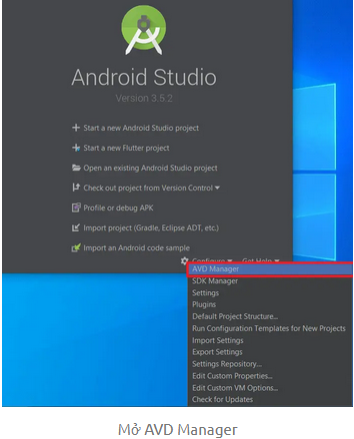 Android Studio
Version 3.5.2
Start a new Android Studio project
Start a new Flutter project
Open an existing Android Studio project
Check out project from Version Control
Profile or debug APK
Import project (Gradle, Eclipse ADT, etc.)
Import an Android code sample
Configure Get Help
AVD Manager
SDK Manager
Settings
Plugins
Default Project Structure...
Run Configuration Templates for New Projects
Import Settings
Export Settings
Settings Repository...
Edit Custom Properties...
Edit Custom VM Options...
Check for Updates
Mở AVD Manager